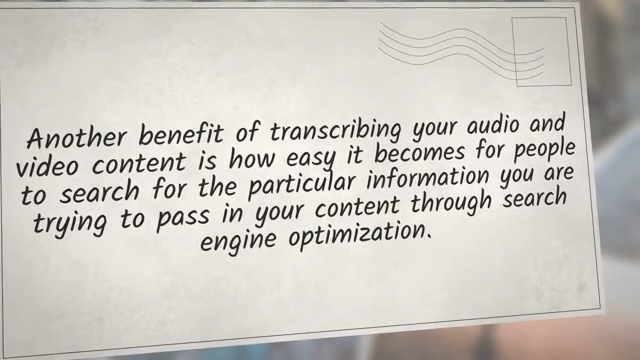 Another benefit of transcribing your audio and
video content is how easy it becomes for people
to search for the particular information you are
trying to pass in your content through search
engine optimization.